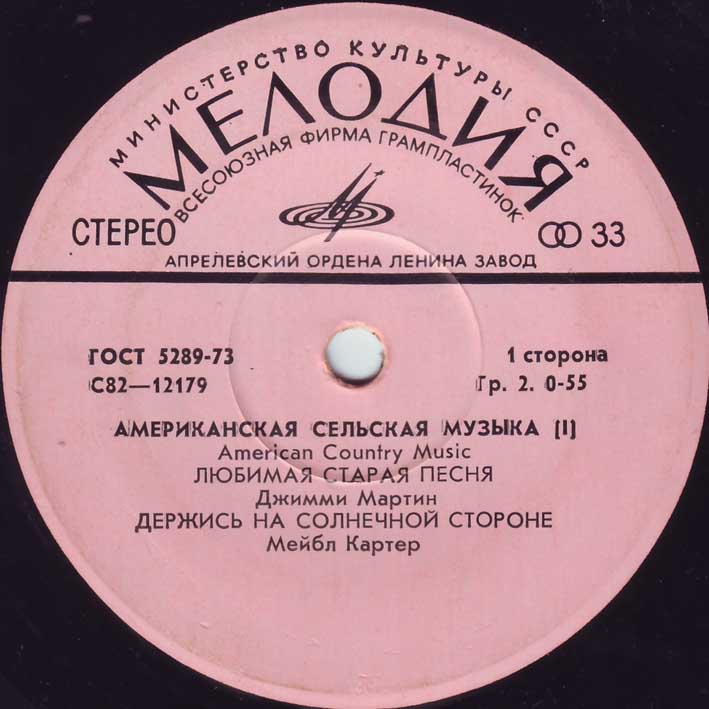 МИНИСТЕРСТВО КУЛЬТУРЫ СССР
МЕЛОДИЯ
ВСЕСОЮЗНАЯ ФИРМА ГРАМПЛАСТИНОК
СТЕРЕО 33
АПРЕЛЕВСКИЙ ОРДЕНА ЛЕНИНА ЗАВОД
ГОСТ 5289-73 1 сторона
С82—12179 Гр. 2. 0-55
АМЕРИКАНСКАЯ СЕЛЬСКАЯ МУЗЫКА (I)
American Country Music
ЛЮБИМАЯ СТАРАЯ ПЕСНЯ
Джимми Мартин
ДЕРЖИСЬ НА СОЛНЕЧНОЙ СТОРОНЕ
Мейбл Картер